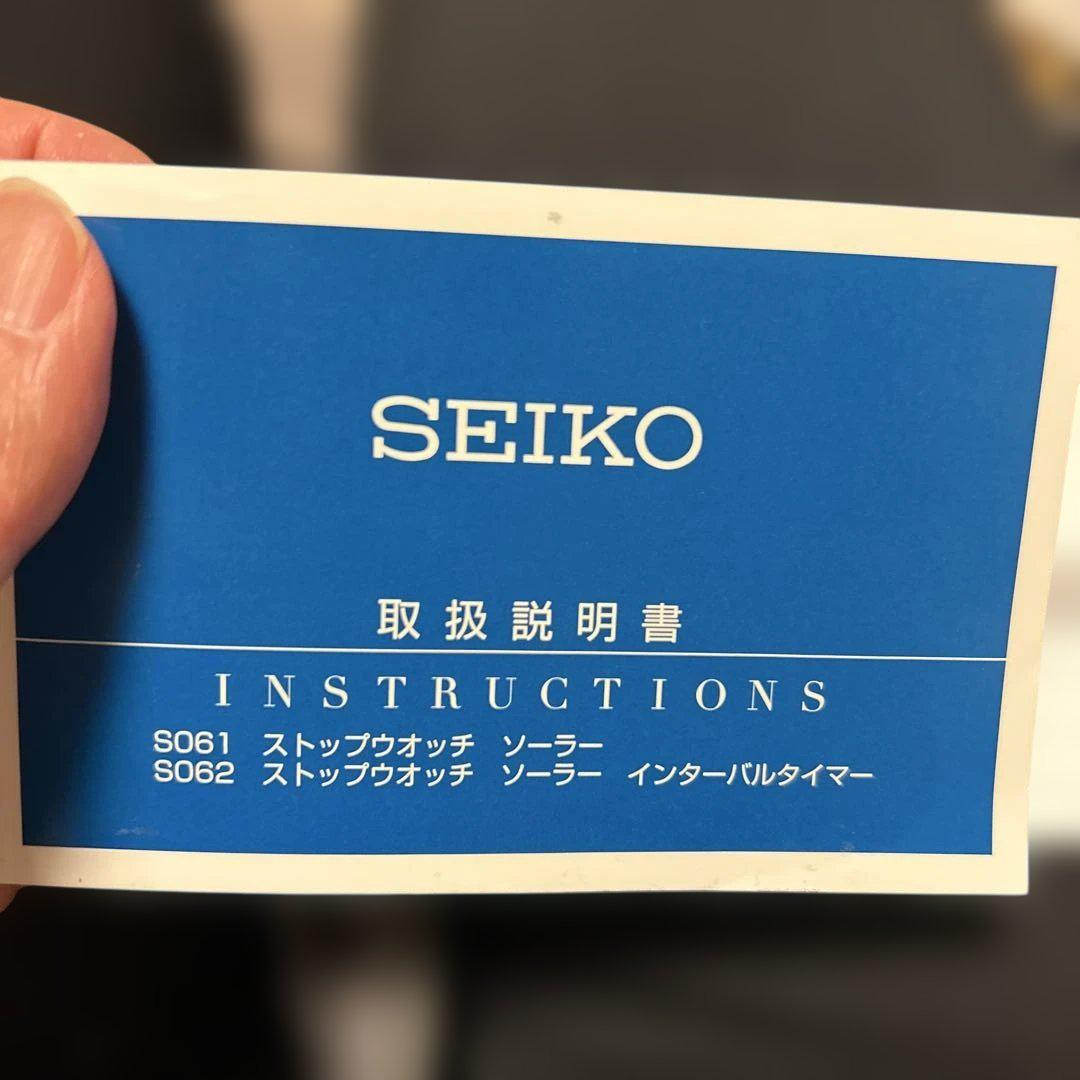 SEIKO
取扱説明書
INSTRUCTIONS
S061 ストップウオッチ ソーラー
S062 ストップウオッチ ソーラー インターバルタイマー